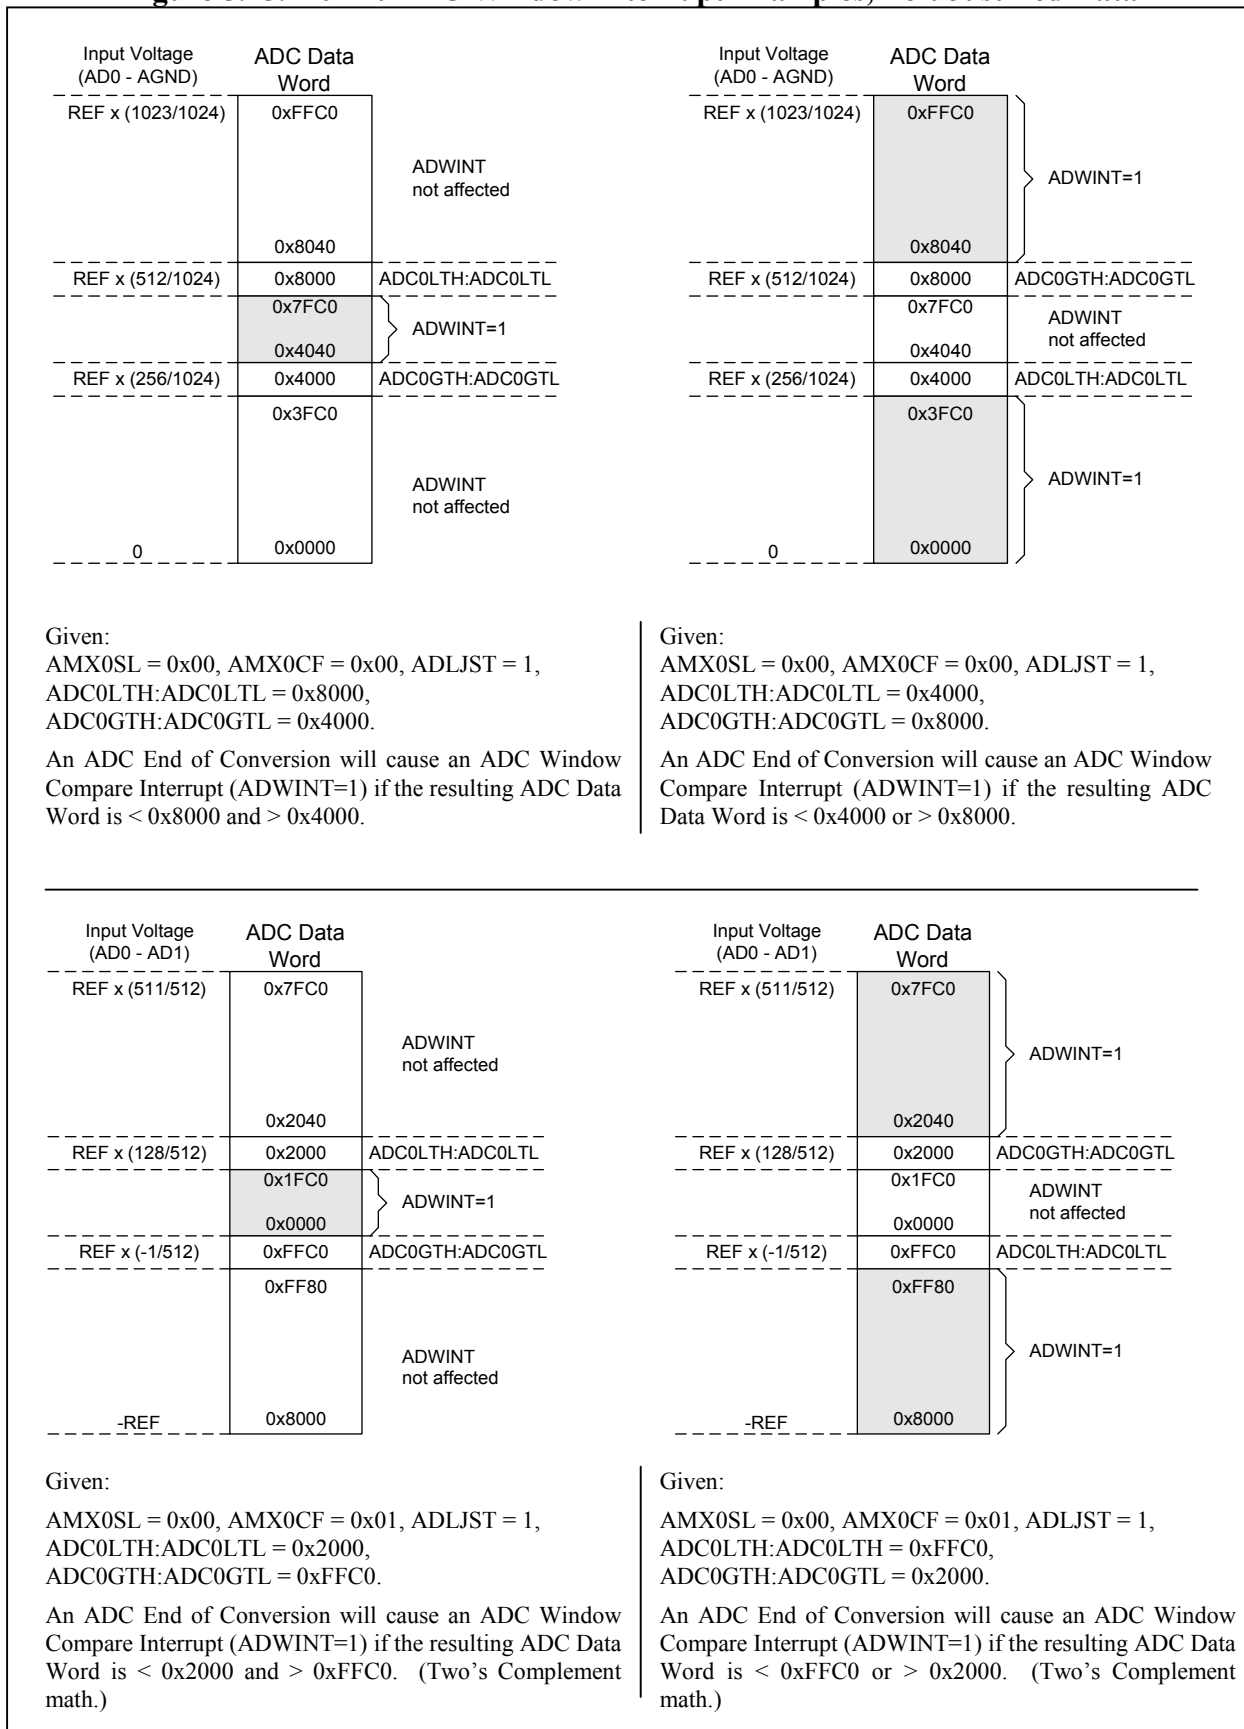 Input Voltage
(AD0 - AGND)
ADC Data
Word
REF x (1023/1024)
0xFFC0
ADWINT
not affected
0x8040
REF x (512/1024)
0x8000
ADC0LTH:ADC0LTL
0x7FC0
ADWINT=1
0x4040
REF x (256/1024)
0x4000
ADC0GTH:ADC0GTL
0x3FC0
ADWINT
not affected
0
0x0000
Input Voltage
(AD0 - AGND)
ADC Data
Word
REF x (1023/1024)
0xFFC0
ADWINT=1
0x8040
REF x (512/1024)
0x8000
ADC0GTH:ADC0GTL
0x7FC0
ADWINT
not affected
0x4040
REF x (256/1024)
0x4000
ADC0LTH:ADC0LTL
0x3FC0
ADWINT=1
0
0x0000
Given:
AMX0SL = 0x00, AMX0CF = 0x00, ADLJST = 1,
ADC0LTH:ADC0LTL = 0x8000,
ADC0GTH:ADC0GTL = 0x4000.
An ADC End of Conversion will cause an ADC Window
Compare Interrupt (ADWINT=1) if the resulting ADC Data
Word is < 0x8000 and > 0x4000.
Given:
AMX0SL = 0x00, AMX0CF = 0x00, ADLJST = 1,
ADC0LTH:ADC0LTL = 0x4000,
ADC0GTH:ADC0GTL = 0x8000.
An ADC End of Conversion will cause an ADC Window
Compare Interrupt (ADWINT=1) if the resulting ADC
Data Word is < 0x4000 or > 0x8000.
Input Voltage
(AD0 - AD1)
ADC Data
Word
REF x (511/512)
0x7FC0
ADWINT
not affected
0x2040
REF x (128/512)
0x2000
ADC0LTH:ADC0LTL
0x1FC0
ADWINT=1
0x0000
REF x (-1/512)
0xFFC0
ADC0GTH:ADC0GTL
0xFF80
ADWINT
not affected
-REF
0x8000
Input Voltage
(AD0 - AD1)
ADC Data
Word
REF x (511/512)
0x7FC0
ADWINT=1
0x2040
REF x (128/512)
0x2000
ADC0GTH:ADC0GTL
0x1FC0
ADWINT
not affected
0x0000
REF x (-1/512)
0xFFC0
ADC0LTH:ADC0LTL
0xFF80
ADWINT=1
-REF
0x8000
Given:
AMX0SL = 0x00, AMX0CF = 0x01, ADLJST = 1,
ADC0LTH:ADC0LTL = 0x2000,
ADC0GTH:ADC0GTL = 0xFFC0.
An ADC End of Conversion will cause an ADC Window
Compare Interrupt (ADWINT=1) if the resulting ADC Data
Word is < 0x2000 and > 0xFFC0. (Two's Complement
math.)
Given:
AMX0SL = 0x00, AMX0CF = 0x01, ADLJST = 1,
ADC0LTH:ADC0LTH = 0xFFC0,
ADC0GTH:ADC0GTL = 0x2000.
An ADC End of Conversion will cause an ADC Window
Compare Interrupt (ADWINT=1) if the resulting ADC Data
Word is < 0xFFC0 or > 0x2000. (Two's Complement
math.)